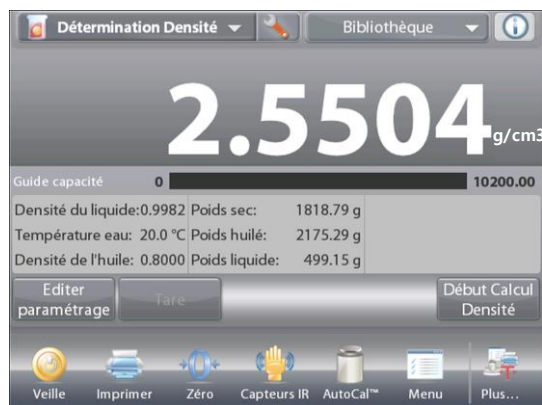 Détermination Densité
Bibliothèque
2.5504 g/cm3
Guide capacité 0 10200.00
Densité du liquide:0.9982 Poids sec: 1818.79 g
Température eau: 20.0 °C Poids huilé: 2175.29 g
Densité de l'huile: 0.8000 Poids liquide: 499.15 g
Editer
paramétrage
Tare
Début Calcul
Densité
Veille Imprimer Zéro Capteurs IR AutoCal™ Menu Plus...